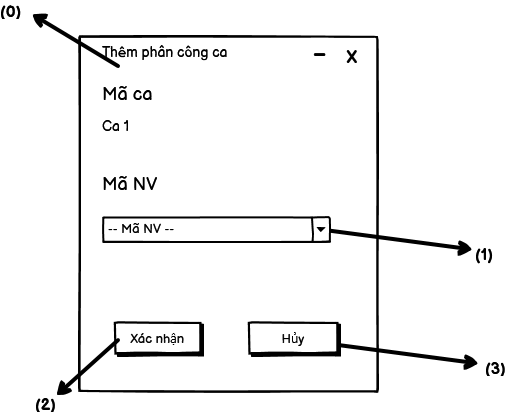 (0)
Thêm phân công ca
– X
Mã ca
Ca 1
Mã NV
-- Mã NV --
(1)
Xác nhận
Hủy
(3)
(2)